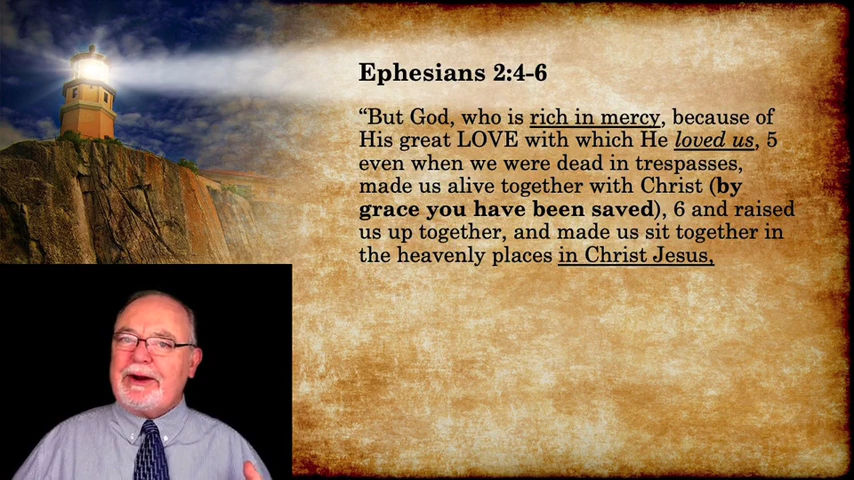 Ephesians 2:4-6
“But God, who is rich in mercy, because of
His great LOVE with which He loved us, 5
even when we were dead in trespasses,
made us alive together with Christ (by
grace you have been saved), 6 and raised
us up together, and made us sit together in
the heavenly places in Christ Jesus,